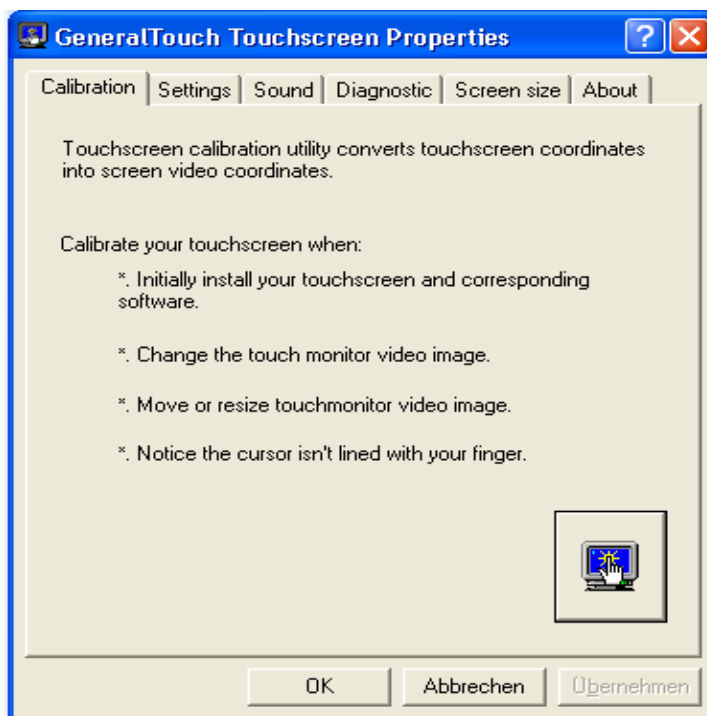 GeneralTouch Touchscreen Properties
Calibration Settings Sound Diagnostic Screen size About
Touchscreen calibration utility converts touchscreen coordinates
into screen video coordinates.
Calibrate your touchscreen when:
*. Initially install your touchscreen and corresponding
software.
*. Change the touch monitor video image.
*. Move or resize touchmonitor video image.
*. Notice the cursor isn't lined with your finger.
OK Abbrechen Übernehmen